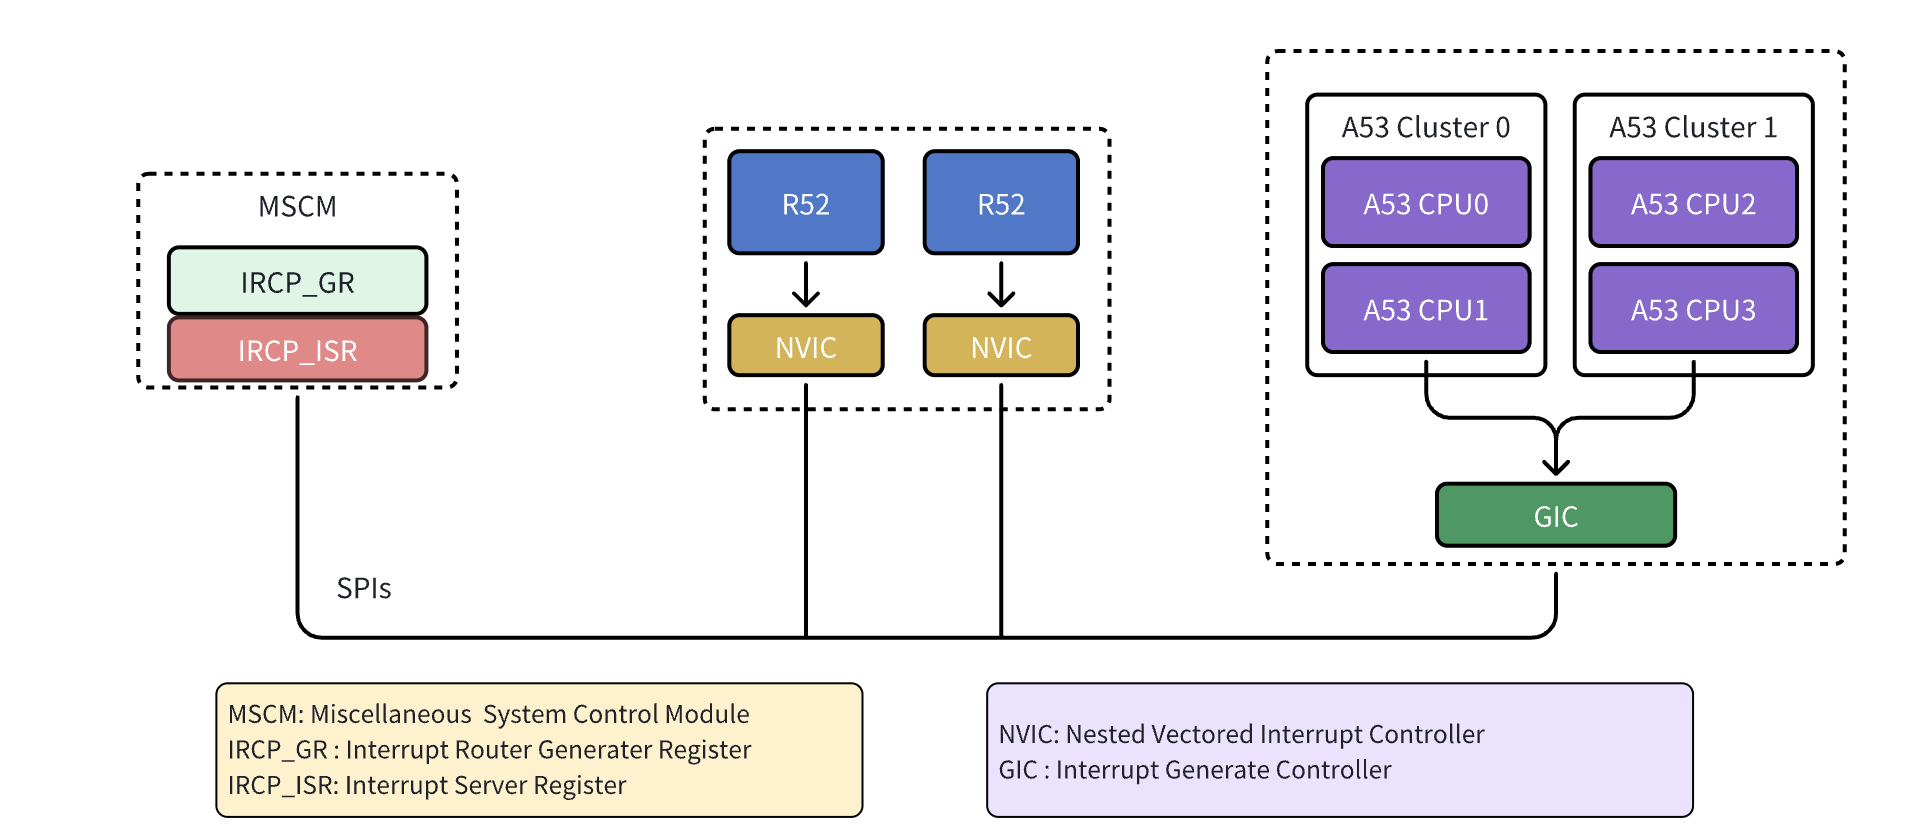 MSCM
IRCP_GR
IRCP_ISR
R52
R52
NVIC
NVIC
A53 Cluster 0
A53 CPU0
A53 CPU1
A53 Cluster 1
A53 CPU2
A53 CPU3
GIC
SPIs
MSCM: Miscellaneous  System Control Module
IRCP_GR : Interrupt Router Generater Register
IRCP_ISR: Interrupt Server Register
NVIC: Nested Vectored Interrupt Controller
GIC : Interrupt Generate Controller